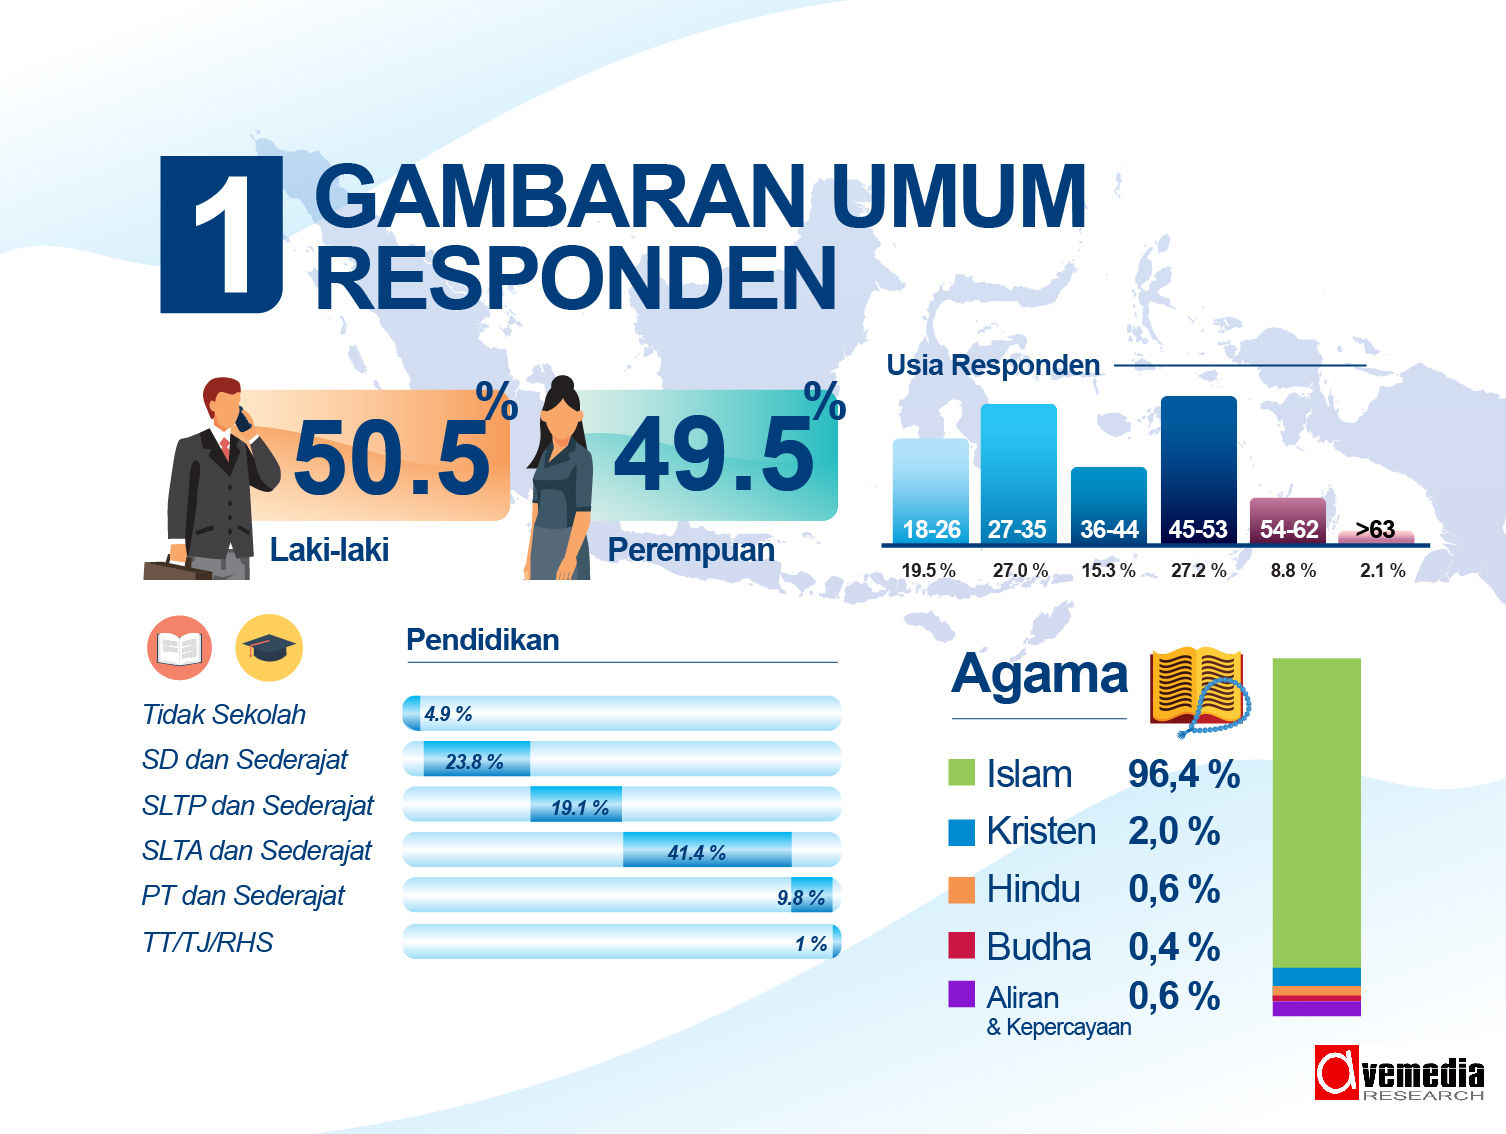 1
GAMBARAN UMUM
RESPONDEN
50.5%
Laki-laki
49.5%
Perempuan
Usia Responden
18-26 27-35 36-44 45-53 54-62 >63
19.5 % 27.0 % 15.3 % 27.2 % 8.8 % 2.1 %
Pendidikan
Tidak Sekolah 4.9 %
SD dan Sederajat 23.8 %
SLTP dan Sederajat 19.1 %
SLTA dan Sederajat 41.4 %
PT dan Sederajat 9.8 %
TT/TJ/RHS 1 %
Agama
Islam 96,4 %
Kristen 2,0 %
Hindu 0,6 %
Budha 0,4 %
Aliran 0,6 %
& Kepercayaan
avemedia
RESEARCH